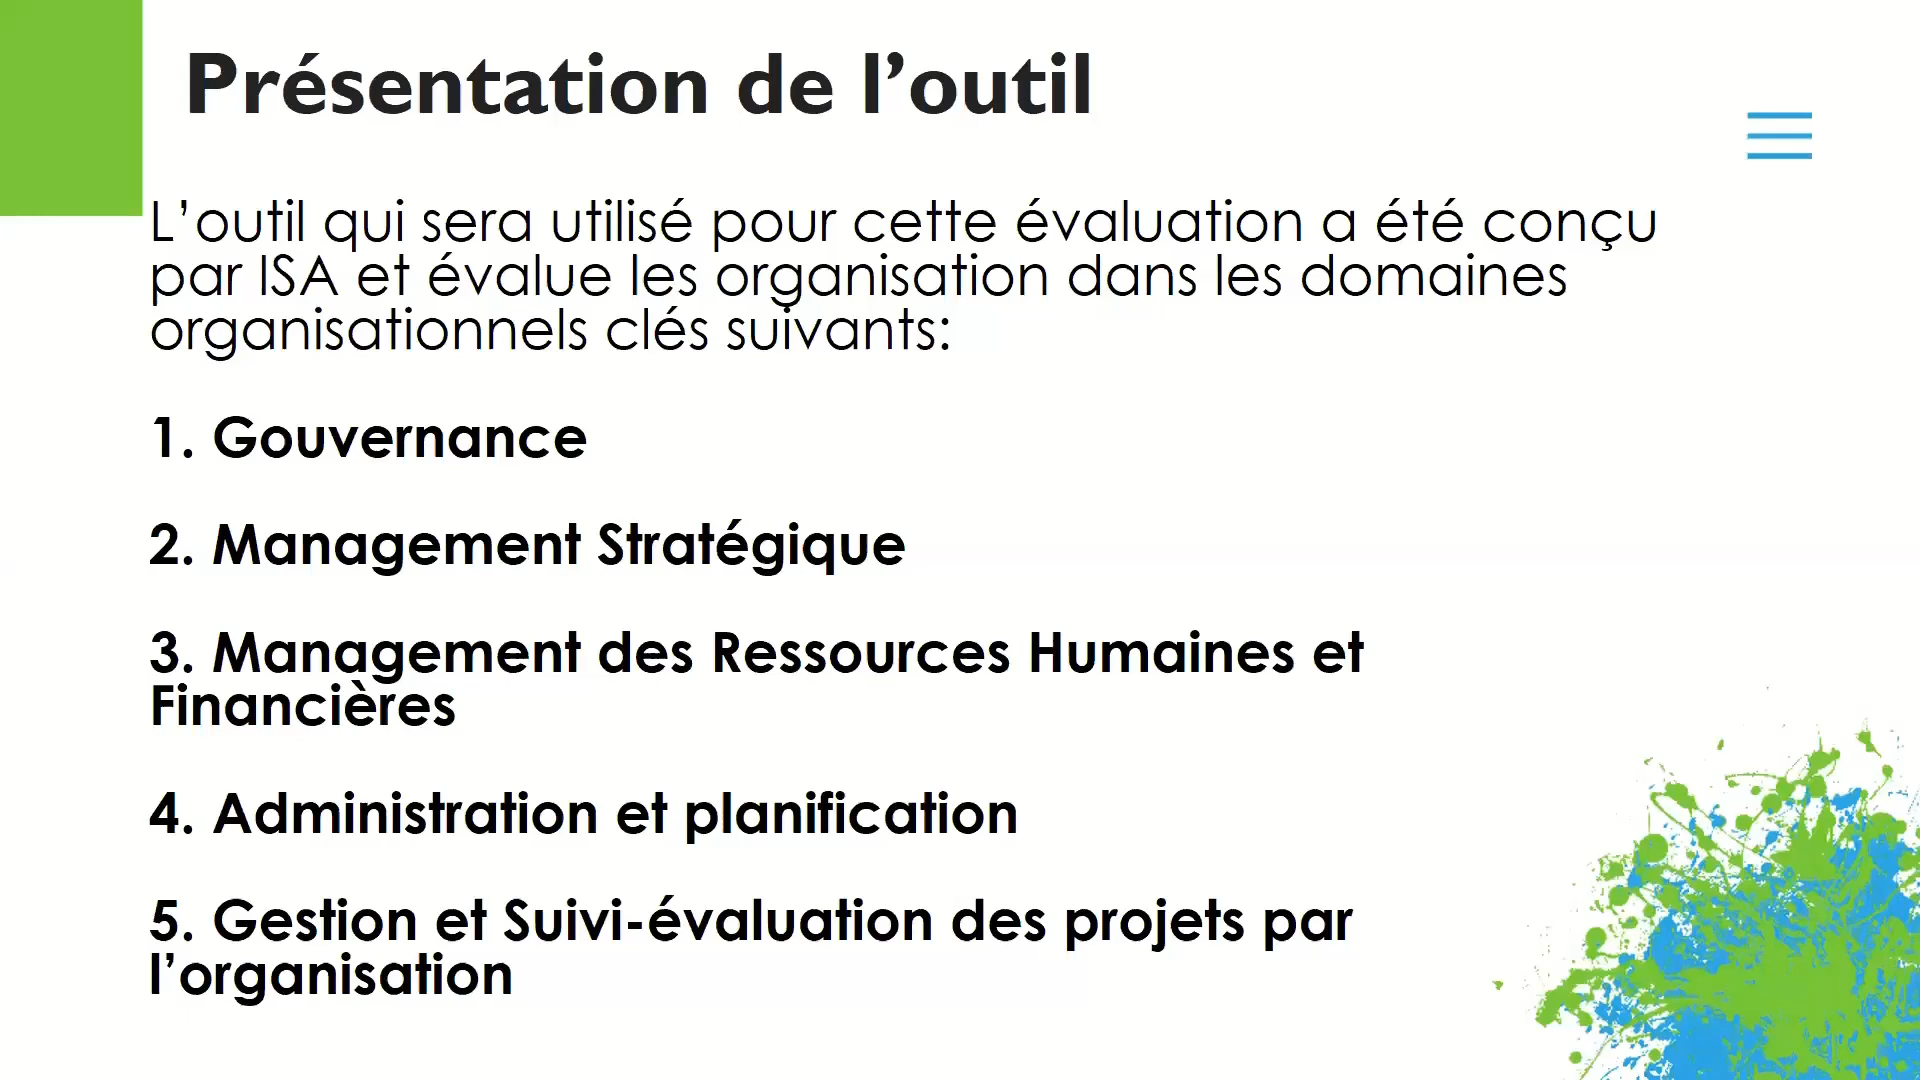 Présentation de l’outil
L’outil qui sera utilisé pour cette évaluation a été conçu
par ISA et évalue les organisation dans les domaines
organisationnels clés suivants:
1. Gouvernance
2. Management Stratégique
3. Management des Ressources Humaines et
Financières
4. Administration et planification
5. Gestion et Suivi-évaluation des projets par
l’organisation